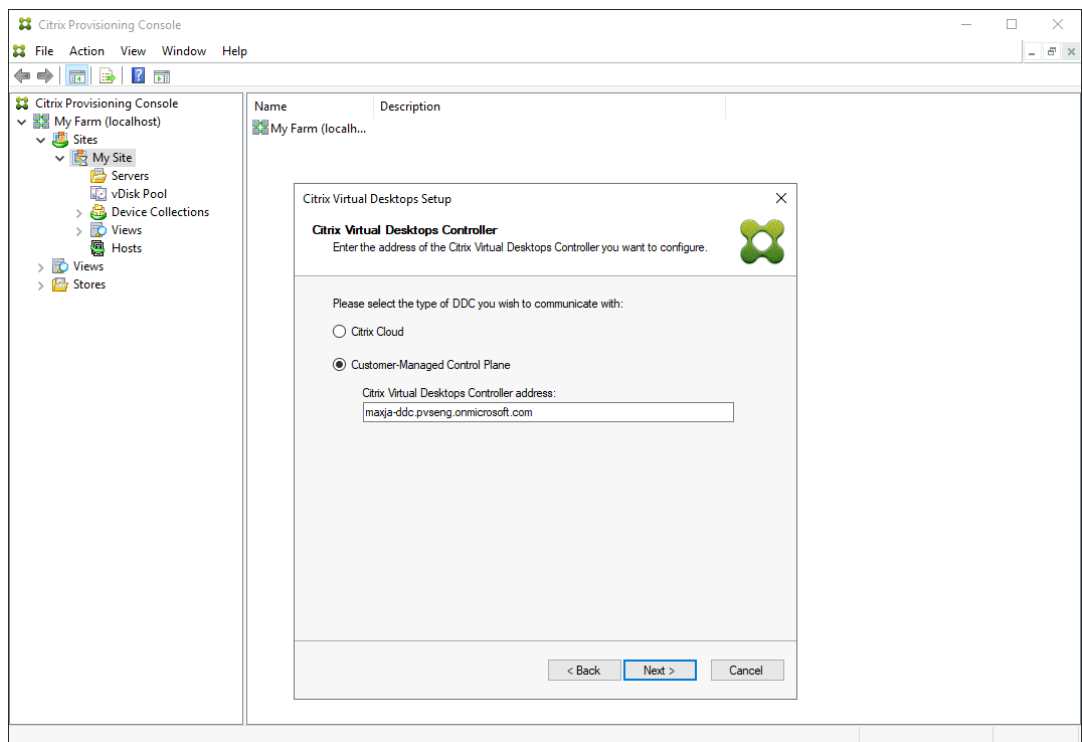 Citrix Provisioning Console
File Action View Window Help
Citrix Provisioning Console
My Farm (localhost)
Sites
My Site
Servers
vDisk Pool
Device Collections
Views
Hosts
Views
Stores
Name Description
My Farm (localh...
Citrix Virtual Desktops Setup
Citrix Virtual Desktops Controller
Enter the address of the Citrix Virtual Desktops Controller you want to configure.
Please select the type of DDC you wish to communicate with:
Citrix Cloud
Customer-Managed Control Plane
Citrix Virtual Desktops Controller address:
maxja-ddc.pvseng.onmicrosoft.com
< Back Next > Cancel